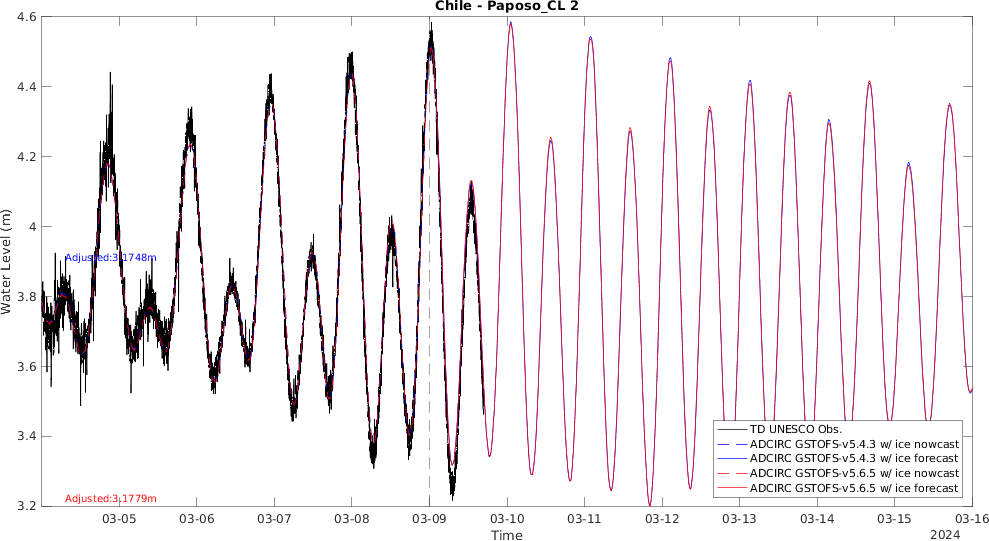 Chile - Paposo_CL 2
4.6
4.4
4.2
4
3.8
3.6
3.4
3.2
Water Level (m)
Adjusted:3.1748m
Adjusted:3.1779m
TD UNESCO Obs.
ADCIRC GSTOFS-v5.4.3 w/ ice nowcast
ADCIRC GSTOFS-v5.4.3 w/ ice forecast
ADCIRC GSTOFS-v5.6.5 w/ ice nowcast
ADCIRC GSTOFS-v5.6.5 w/ ice forecast
03-05 03-06 03-07 03-08 03-09 03-10 03-11 03-12 03-13 03-14 03-15 03-16
Time
2024